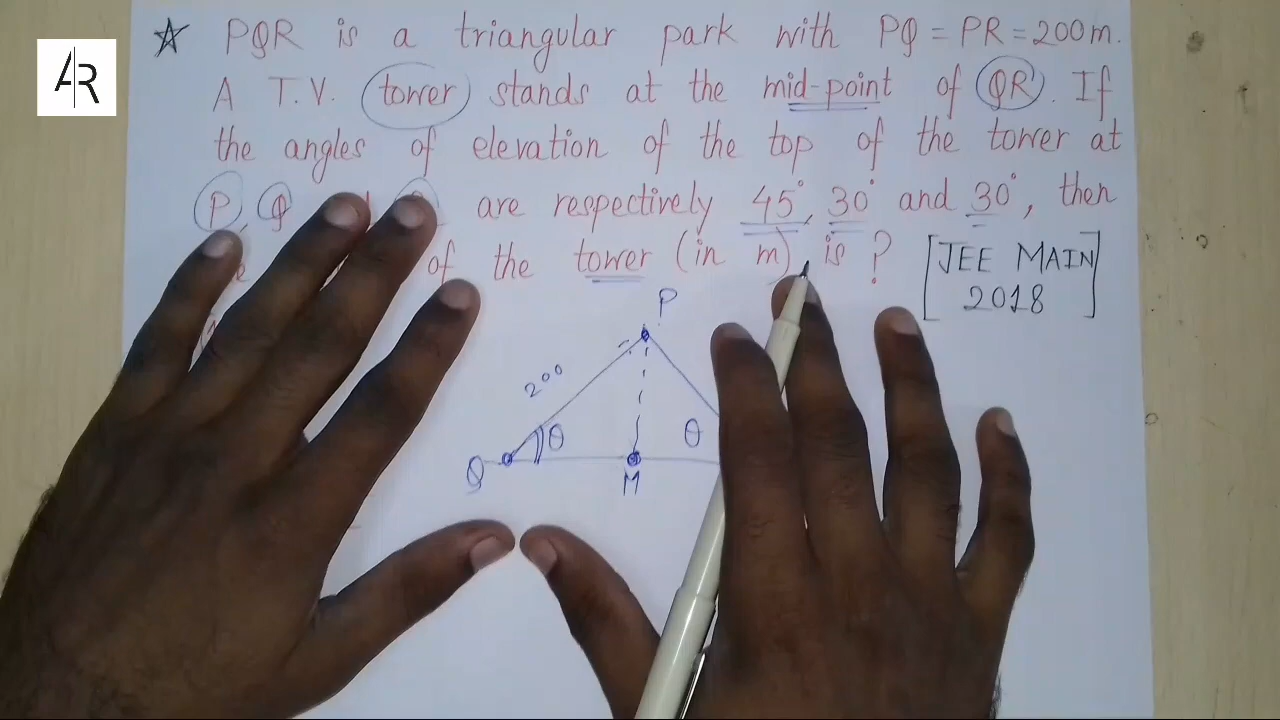 AR
☆ PQR is a triangular park with PQ = PR = 200m.
A T.V. tower stands at the mid-point of QR. If
the angles of elevation of the top of the tower at
P, Q are respectively 45°, 30° and 30°, then
of the tower (in m) is ?
[JEE MAIN
2018]
P
200
θ
θ
Q
M